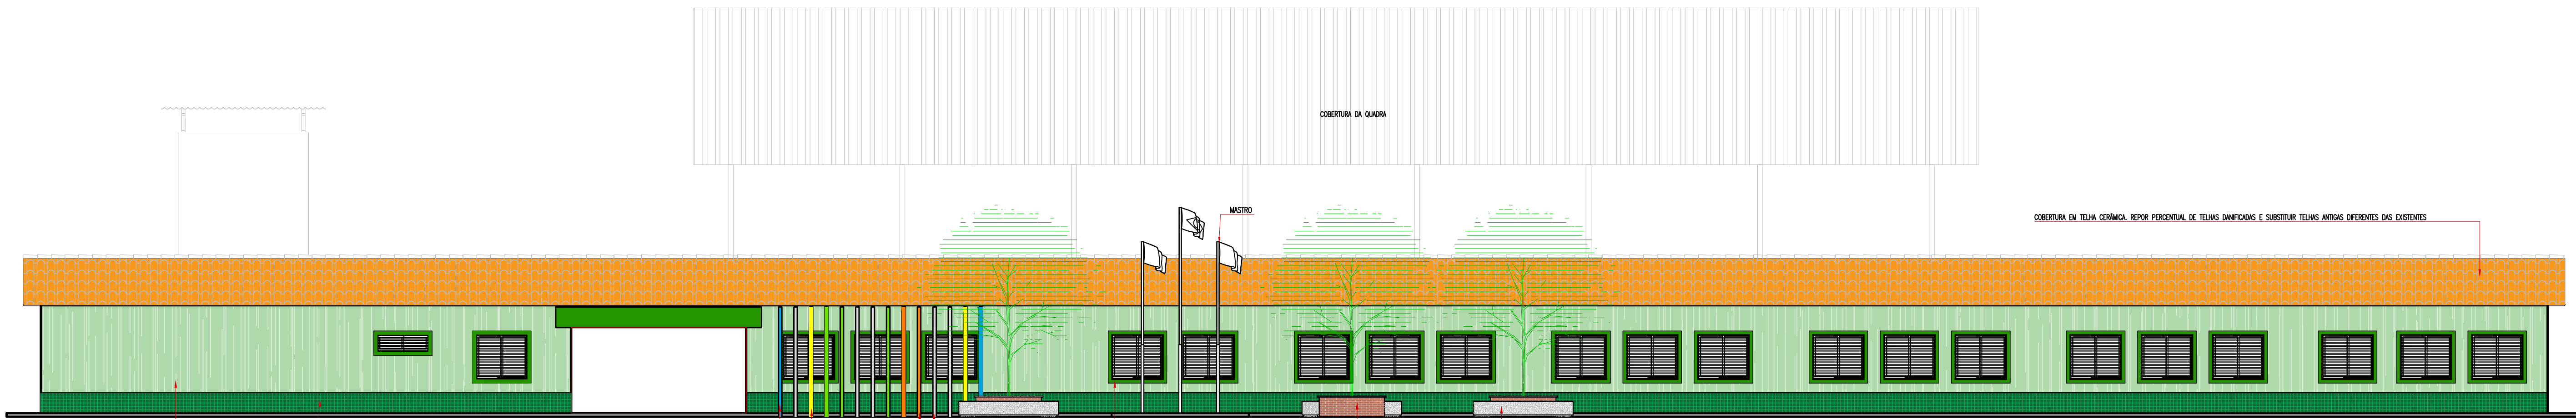 COBERTURA DA QUADRA
MASTRO
COBERTURA EM TELHA CERÂMICA. REPOR PERCENTUAL DE TELHAS DANIFICADAS E SUBSTITUIR TELHAS ANTIGAS DIFERENTES DAS EXISTENTES